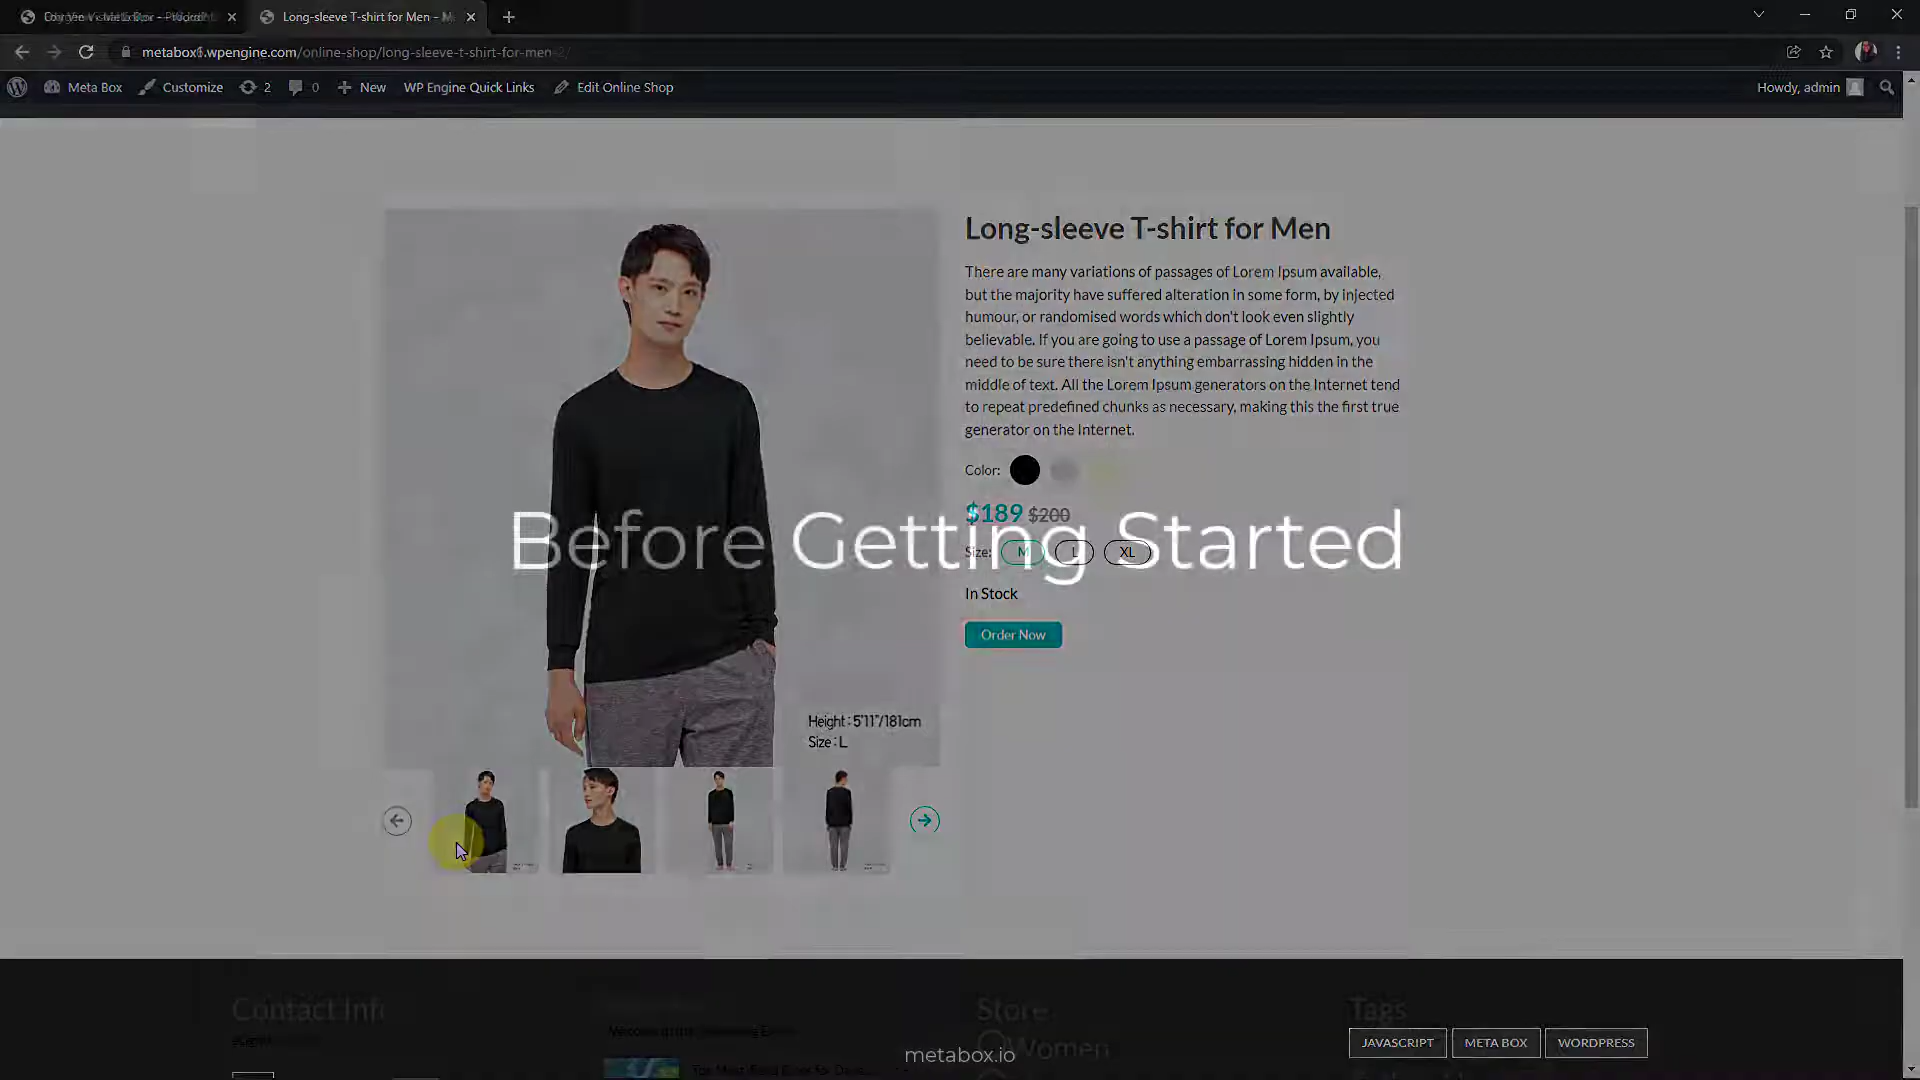 Long-sleeve T-shirt for Men - M
metabox6.wpengine.com/online-shop/long-sleeve-t-shirt-for-men-2/
Meta Box Customize 2 0 New WP Engine Quick Links Edit Online Shop Howdy, admin
Long-sleeve T-shirt for Men
There are many variations of passages of Lorem Ipsum available,
but the majority have suffered alteration in some form, by injected
humour, or randomised words which don't look even slightly
believable. If you are going to use a passage of Lorem Ipsum, you
need to be sure there isn't anything embarrassing hidden in the
middle of text. All the Lorem Ipsum generators on the Internet tend
to repeat predefined chunks as necessary, making this the first true
generator on the Internet.
Color:
$189 $200
Before Getting Started
Size: M L XL
In Stock
Order Now
Height : 5'11"/181cm
Size : L
Contact Info
Store
Tags
Women
JAVASCRIPT META BOX WORDPRESS
metabox.io